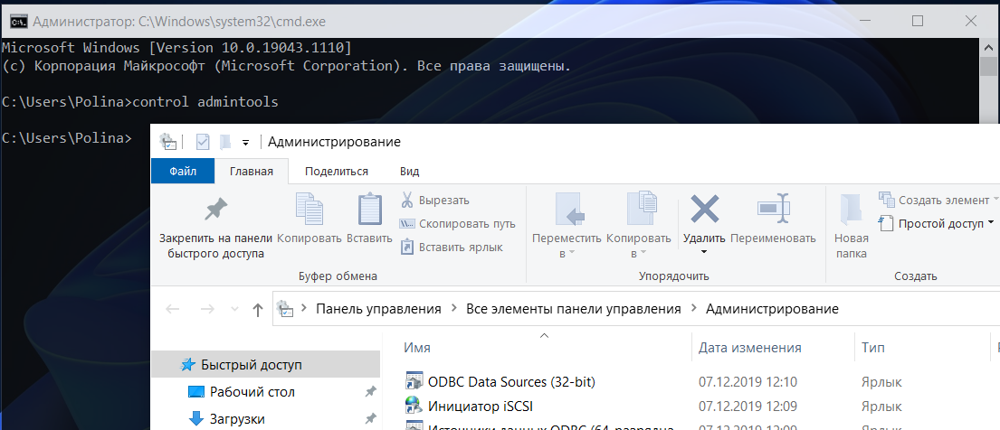 Администратор: C:\Windows\system32\cmd.exe
Microsoft Windows [Version 10.0.19043.1110]
(c) Корпорация Майкрософт (Microsoft Corporation). Все права защищены.
C:\Users\Polina>control admintools
C:\Users\Polina>
Администрирование
Файл Главная Поделиться Вид
Закрепить на панели быстрого доступа
Копировать
Вставить
Вырезать
Скопировать путь
Вставить ярлык
Буфер обмена
Переместить в
Копировать в
Удалить
Переименовать
Упорядочить
Новая папка
Создать элемент
Простой доступ
Создать
Панель управления > Все элементы панели управления > Администрирование
Имя Дата изменения Тип
Быстрый доступ
Рабочий стол
Загрузки
ODBC Data Sources (32-bit) 07.12.2019 12:10 Ярлык
Инициатор iSCSI 07.12.2019 12:09 Ярлык
Источники данных ODBC (64-разрядна 07.12.2019 12:09 Ярлык